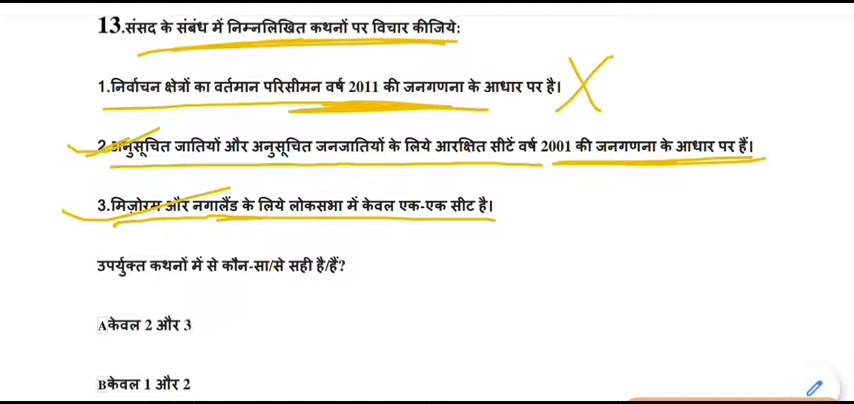 13.संसद के संबंध में निम्नलिखित कथनों पर विचार कीजिये:
1.निर्वाचन क्षेत्रों का वर्तमान परिसीमन वर्ष 2011 की जनगणना के आधार पर है।
2.अनुसूचित जातियों और अनुसूचित जनजातियों के लिये आरक्षित सीटें वर्ष 2001 की जनगणना के आधार पर हैं।
3.मिज़ोरम और नगालैंड के लिये लोकसभा में केवल एक-एक सीट है।
उपर्युक्त कथनों में से कौन-सा/से सही है/हैं?
Aकेवल 2 और 3
Bकेवल 1 और 2